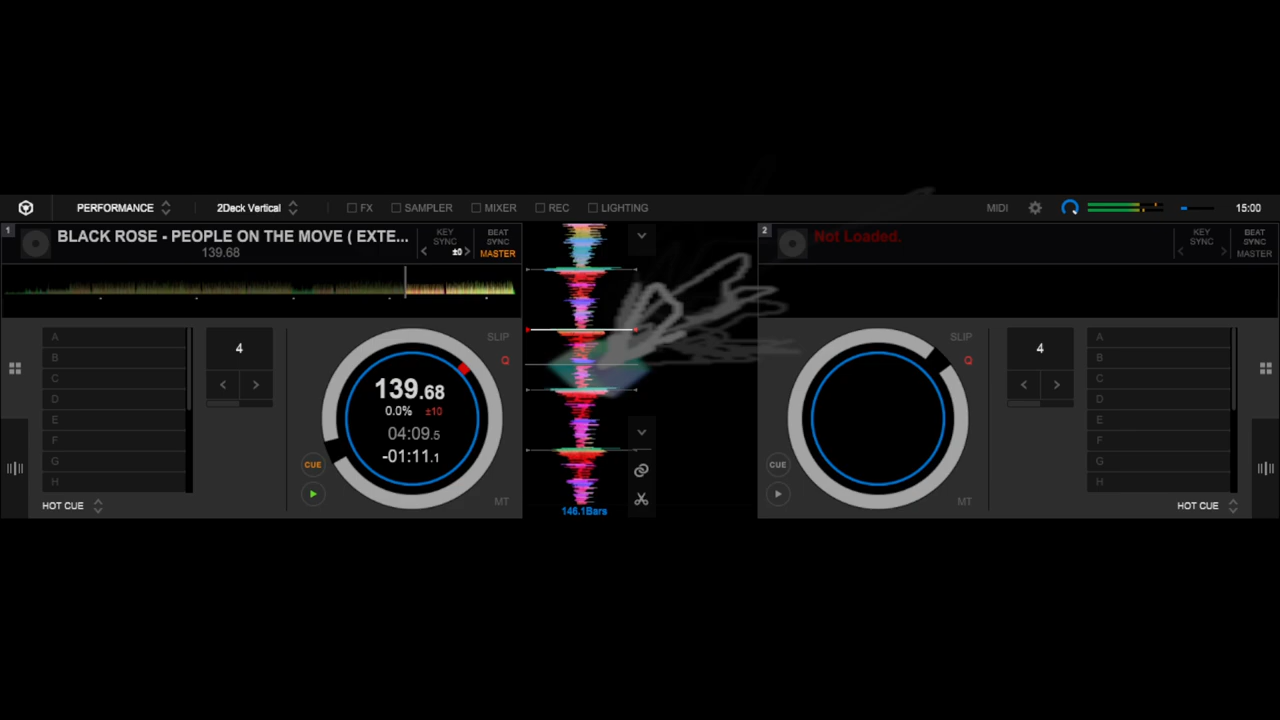 PERFORMANCE 2Deck Vertical FX SAMPLER MIXER REC LIGHTING MIDI 15:00
1 BLACK ROSE - PEOPLE ON THE MOVE ( EXTE...
139.68
KEY SYNC
±0
BEAT SYNC
MASTER
2 Not Loaded.
KEY SYNC
BEAT SYNC
MASTER
A
B
C
D
E
F
G
H
HOT CUE
4
SLIP
Q
139.68
0.0% ±10
04:09.5
-01:11.1
CUE
MT
146.1Bars
SLIP
Q
CUE
MT
4
A
B
C
D
E
F
G
H
HOT CUE